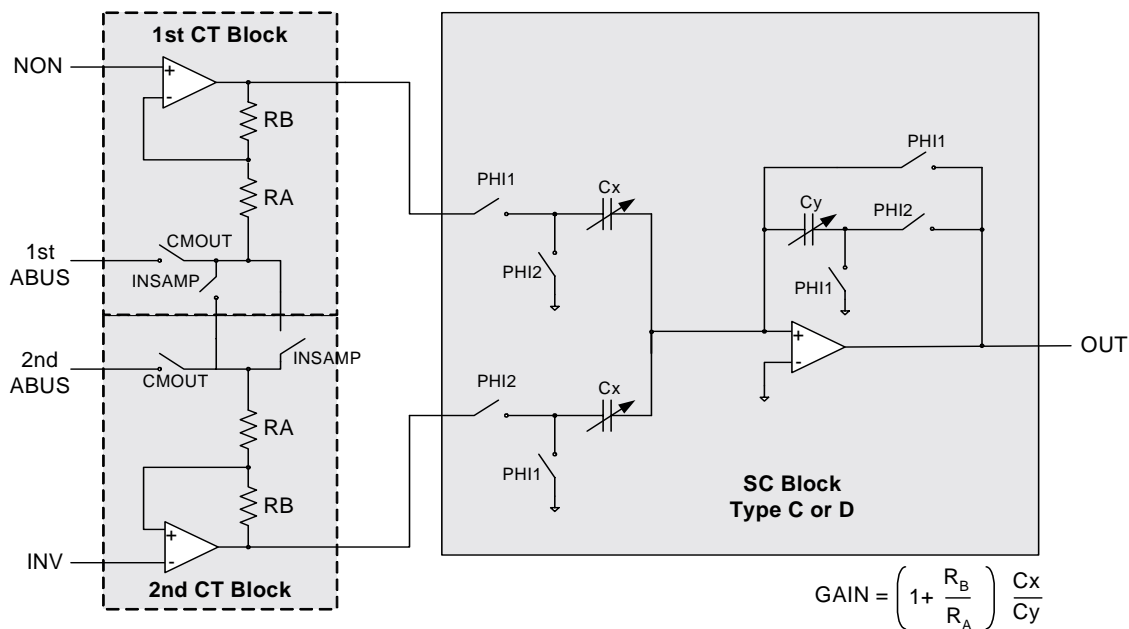 1st CT Block
NON
+
-
RB
RA
CMOUT
1st
ABUS
INSAMP
2nd
ABUS
CMOUT
INSAMP
RA
RB
+
-
INV
2nd CT Block
PHI1
Cx
PHI2
PHI2
Cx
PHI1
PHI1
Cy
PHI2
PHI1
+
-
OUT
SC Block
Type C or D
GAIN = ( 1+ R_B / R_A ) Cx / Cy